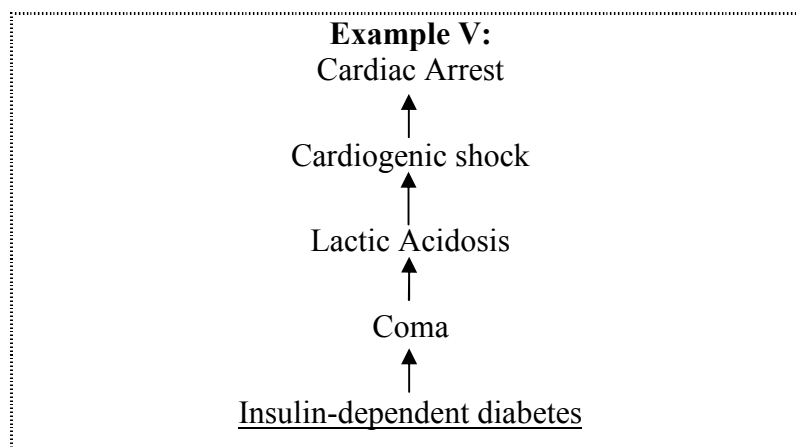 Example V:
Cardiac Arrest
Cardiogenic shock
Lactic Acidosis
Coma
Insulin-dependent diabetes